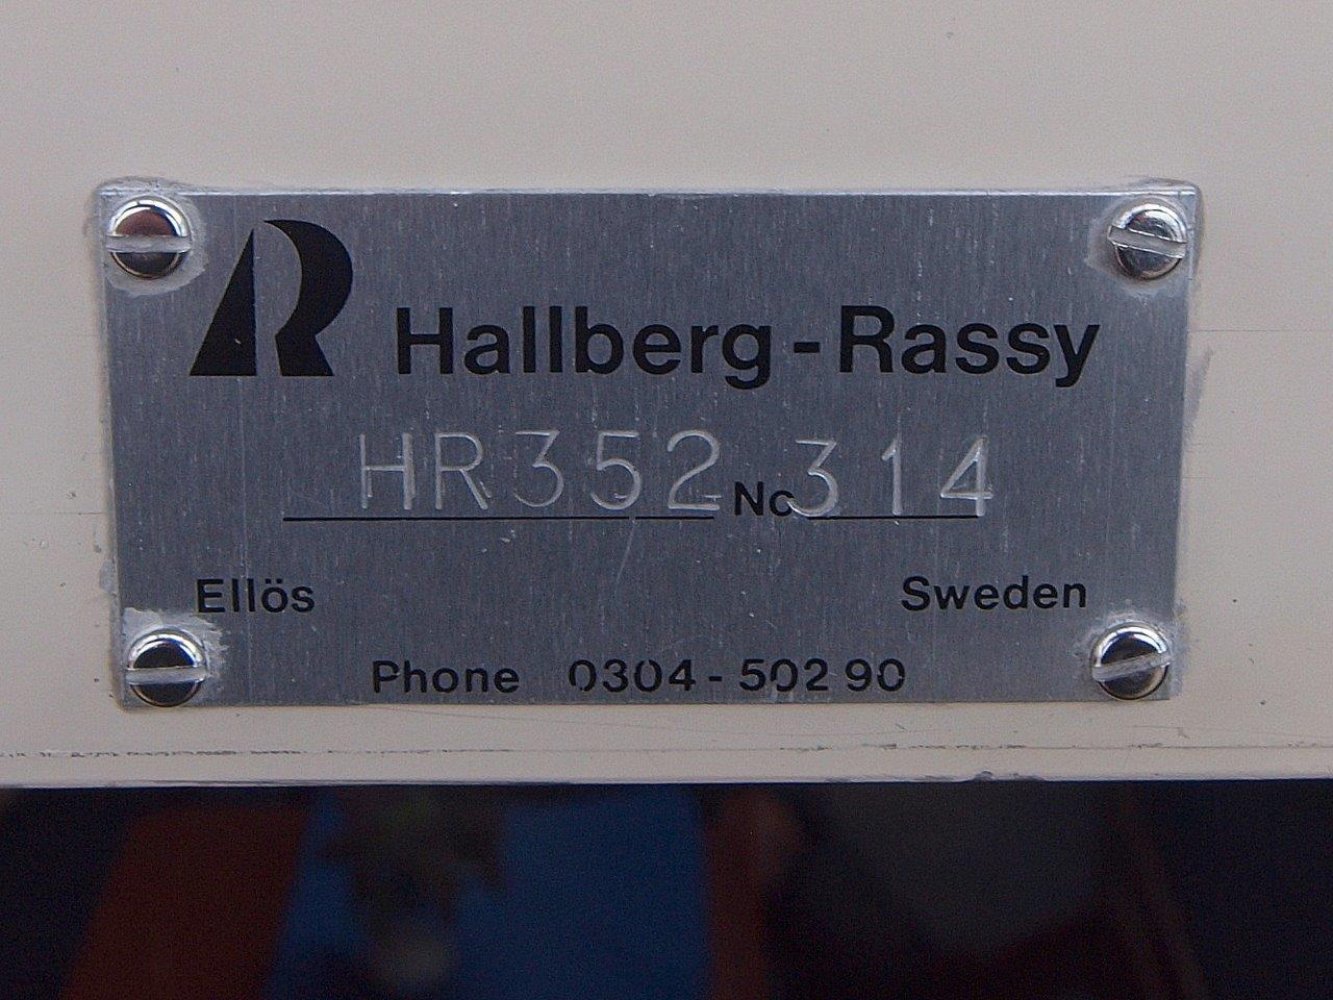 Hallberg-Rassy
HR352 No 314
Ellös Sweden
Phone 0304-502 90